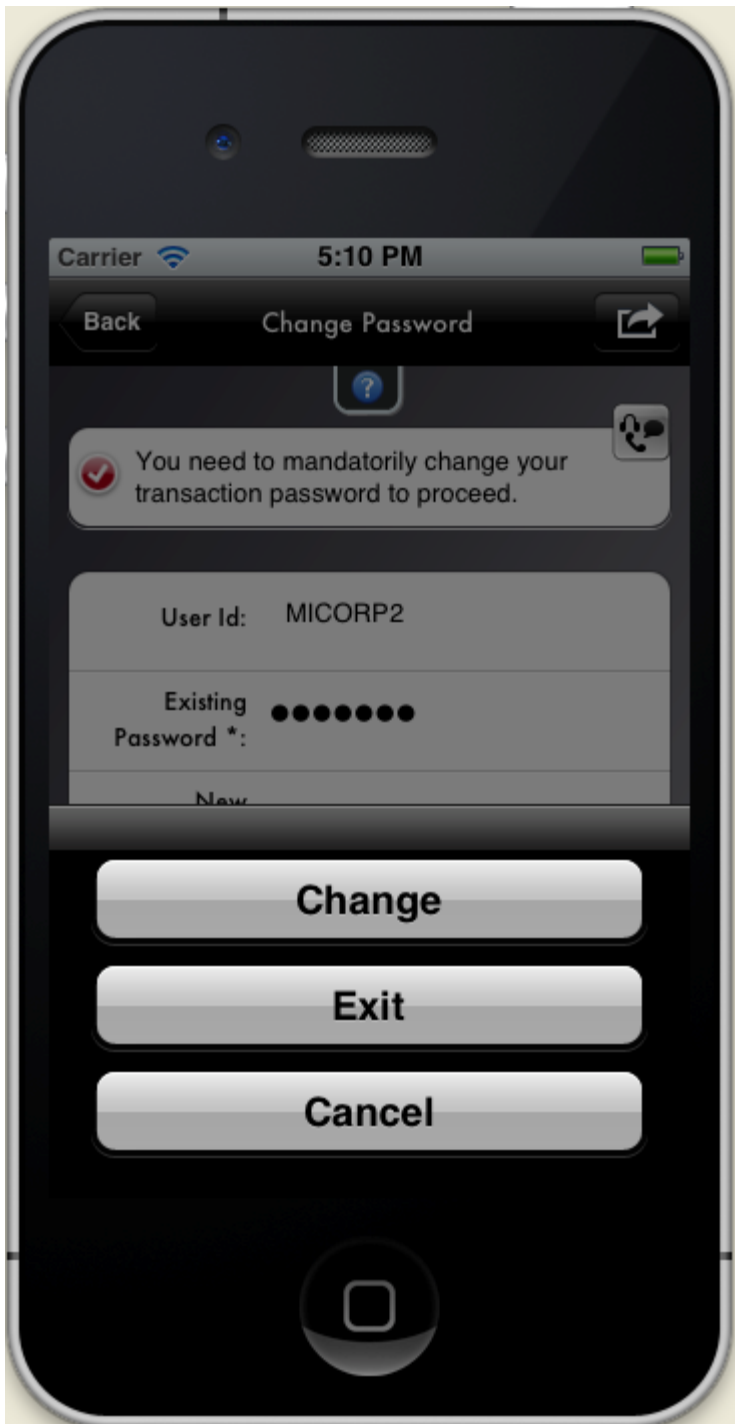 Carrier 5:10 PM
Back Change Password
?
You need to mandatorily change your
transaction password to proceed.
User Id: MICORP2
Existing
Password *: ●●●●●●●
New
Change
Exit
Cancel